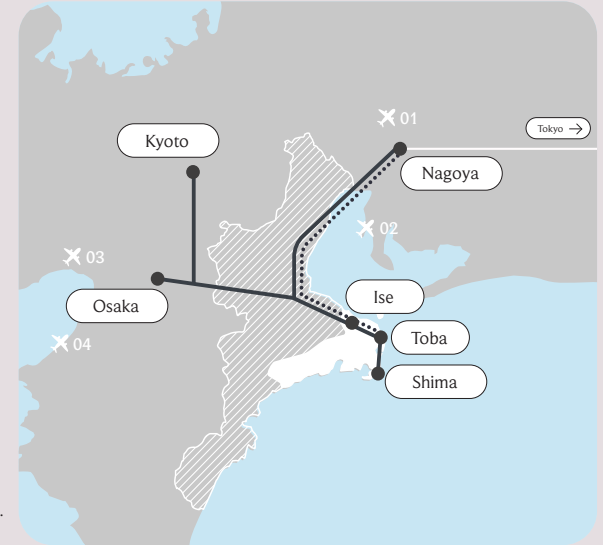 01
Tokyo →
Kyoto
Nagoya
02
03
Ise
Osaka
Toba
04
Shima
.